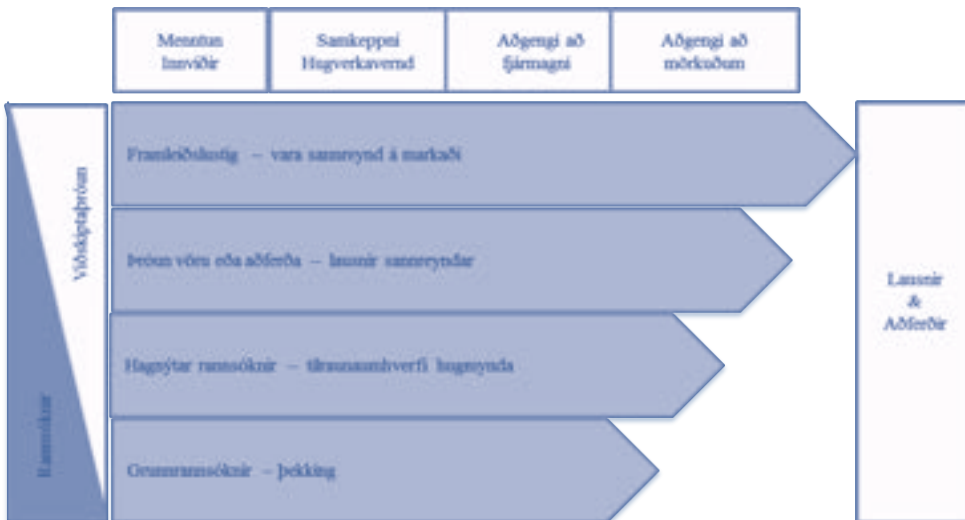 Menntun
Innviðir
Samkeppni
Hugverkavernd
Aðgengi að
fjármagni
Aðgengi að
mörkuðum
Viðskiptaþróun
Rannsóknir
Framleiðslustig – vara sannreynd á markaði
Þróun vöru eða aðferða – lausnir sannreyndar
Hagnýtar rannsóknir – tilraunaumhverfi hugmynda
Grunnrannsóknir – þekking
Lausnir
&
Aðferðir